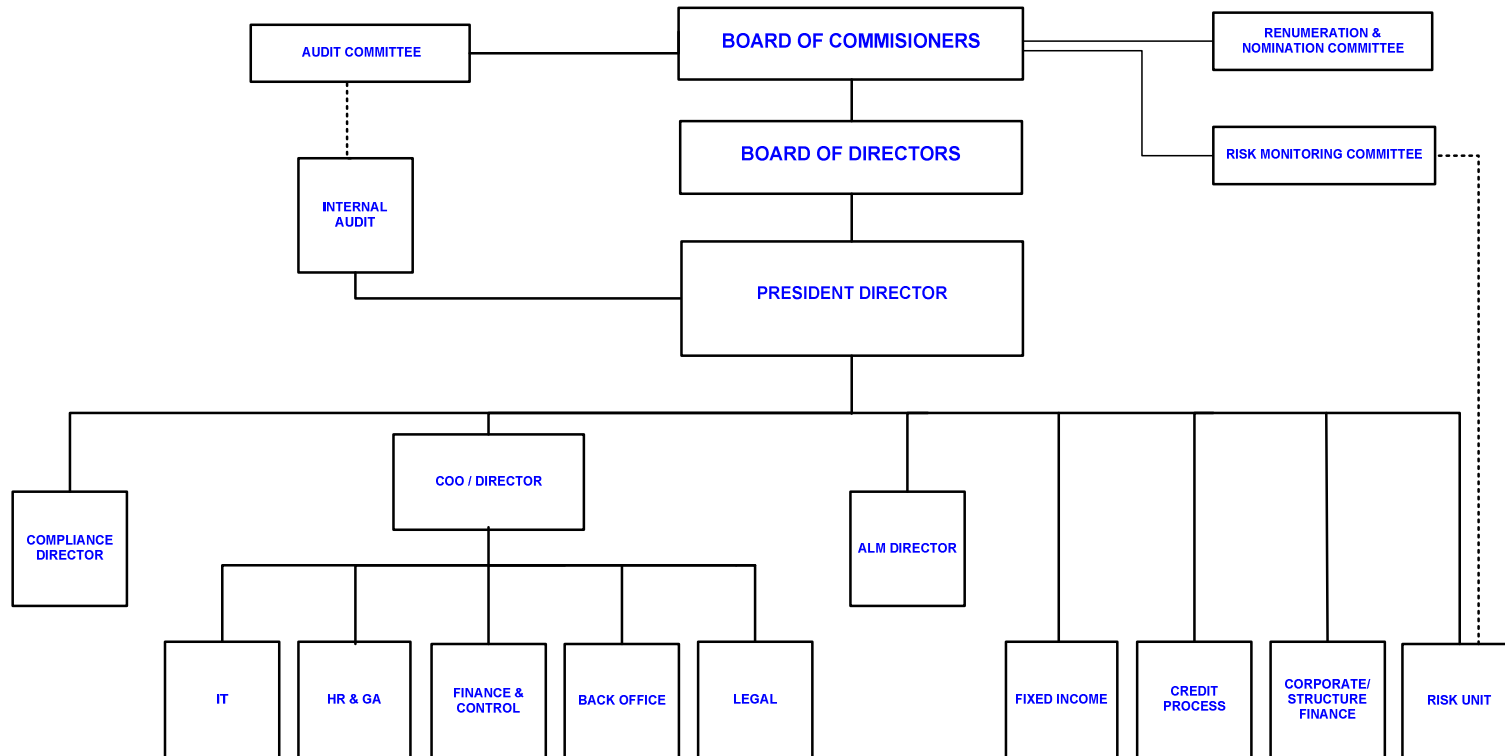 BOARD OF COMMISIONERS
AUDIT COMMITTEE
RENUMERATION &
NOMINATION COMMITTEE
BOARD OF DIRECTORS
RISK MONITORING COMMITTEE
INTERNAL
AUDIT
PRESIDENT DIRECTOR
COO / DIRECTOR
COMPLIANCE
DIRECTOR
ALM DIRECTOR
IT
HR & GA
FINANCE &
CONTROL
BACK OFFICE
LEGAL
FIXED INCOME
CREDIT
PROCESS
CORPORATE/
STRUCTURE
FINANCE
RISK UNIT